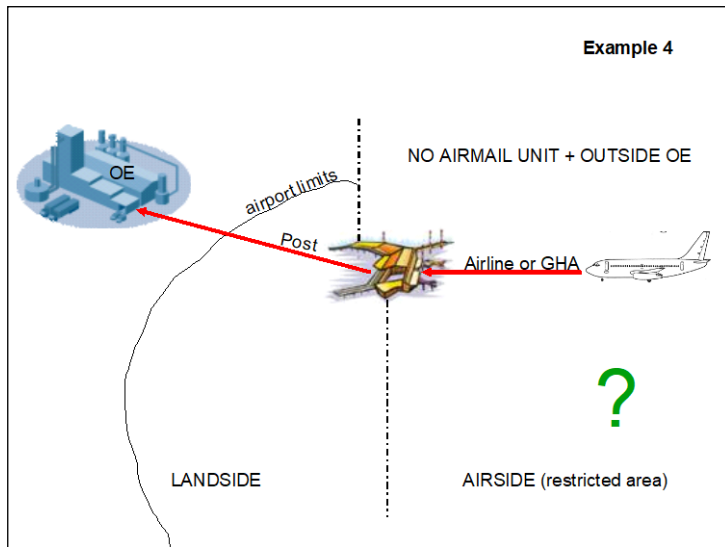 Example 4
NO AIRMAIL UNIT + OUTSIDE OE
OE
airport limits
Post
Airline or GHA
?
LANDSIDE
AIRSIDE (restricted area)